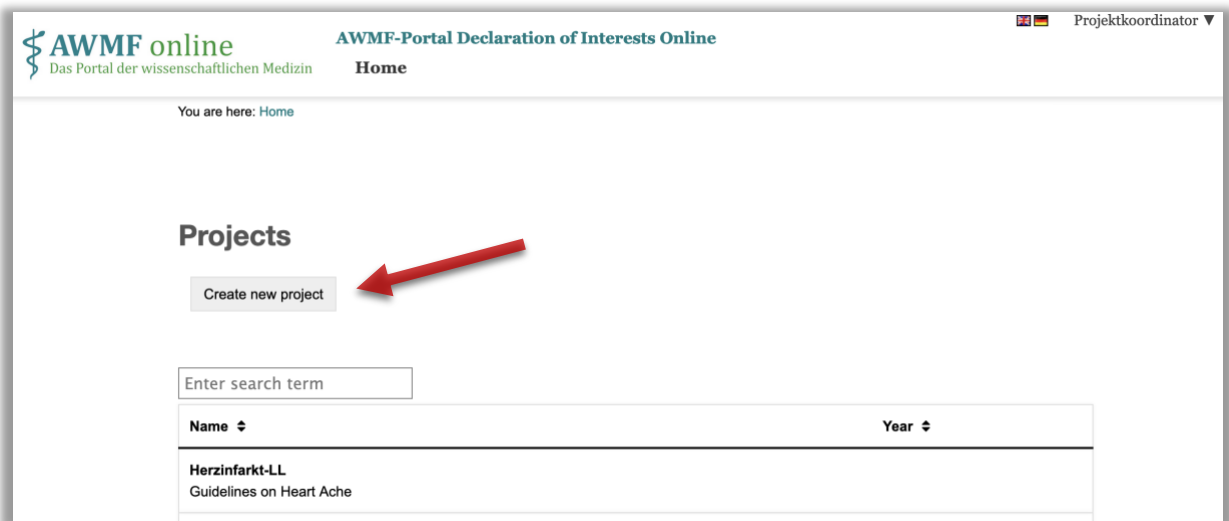 AWMF online
Das Portal der wissenschaftlichen Medizin
AWMF-Portal Declaration of Interests Online
Home
Projektkoordinator ▼
You are here: Home
Projects
Create new project
Enter search term
Name
Year
Herzinfarkt-LL
Guidelines on Heart Ache